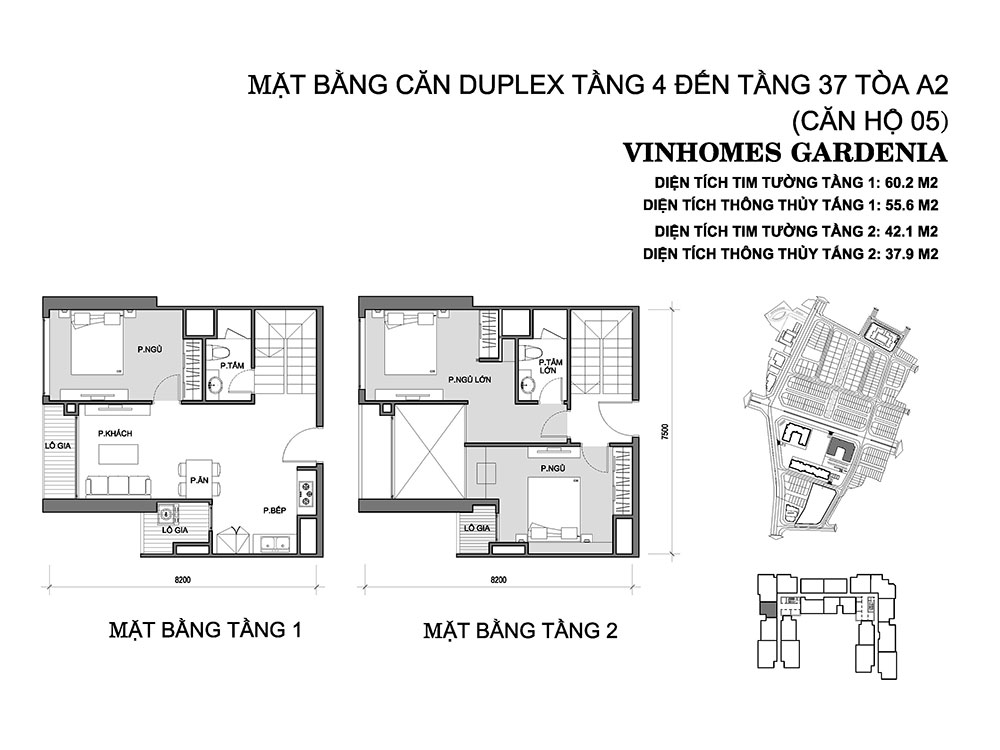 MẶT BẰNG CĂN DUPLEX TẦNG 4 ĐẾN TẦNG 37 TÒA A2
(CĂN HỘ 05)
VINHOMES GARDENIA
DIỆN TÍCH TIM TƯỜNG TẦNG 1: 60.2 M2
DIỆN TÍCH THÔNG THỦY TẦNG 1: 55.6 M2
DIỆN TÍCH TIM TƯỜNG TẦNG 2: 42.1 M2
DIỆN TÍCH THÔNG THỦY TẦNG 2: 37.9 M2
P.NGỦ
P.TẮM
P.KHÁCH
LÔ GIA
P.ĂN
P.BẾP
LÔ GIA
8200
MẶT BẰNG TẦNG 1
P.NGỦ LỚN
P.TẮM
LỚN
P.NGỦ
LÔ GIA
7500
8200
MẶT BẰNG TẦNG 2